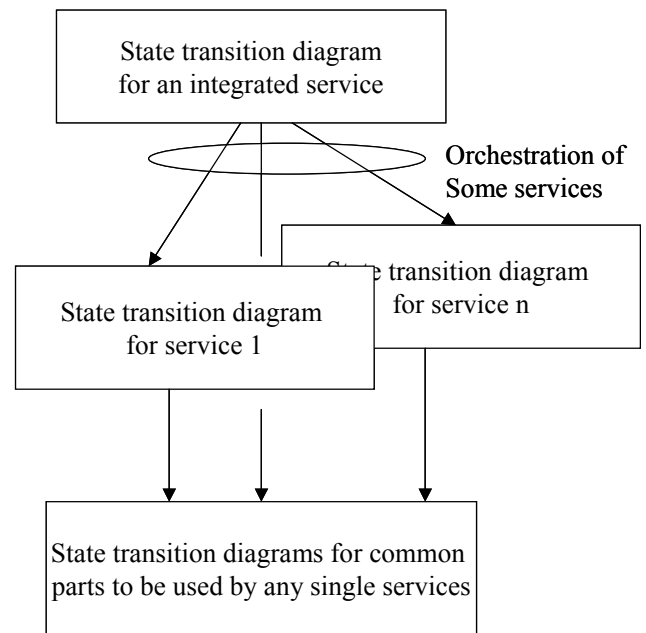 State transition diagram
for an integrated service
Orchestration of
Some services
State transition diagram
for service n
State transition diagram
for service 1
State transition diagrams for common
parts to be used by any single services